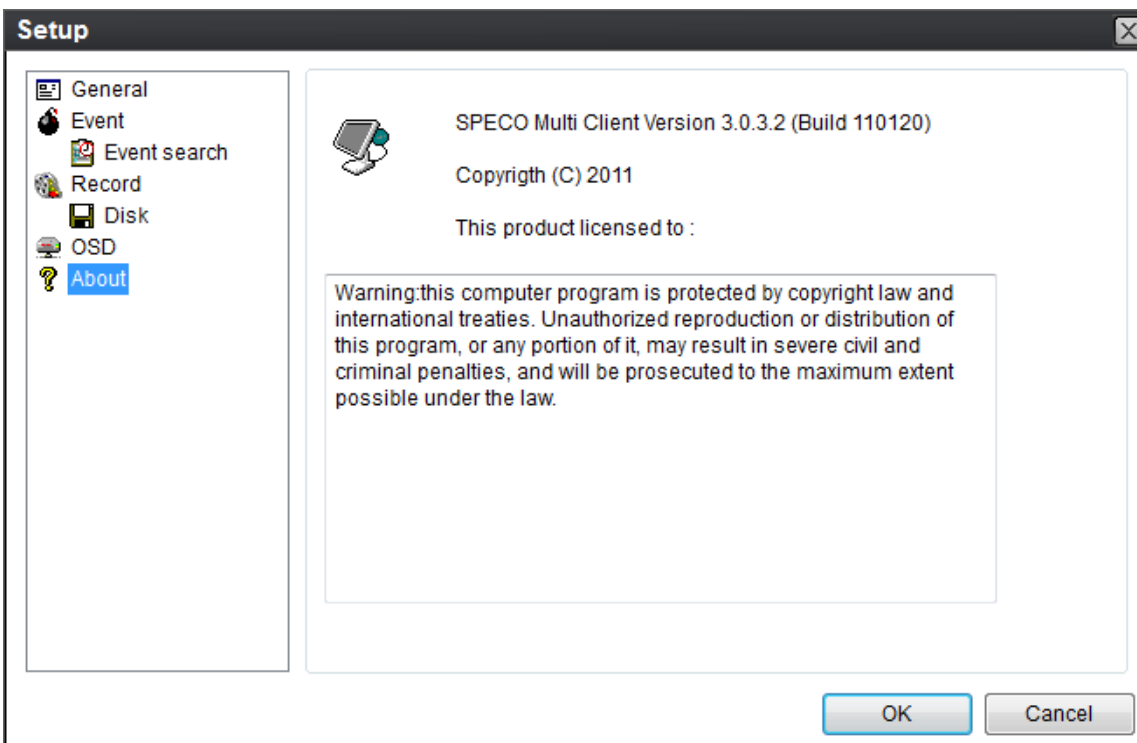 Setup
General
Event
Event search
Record
Disk
OSD
About
SPECO Multi Client Version 3.0.3.2 (Build 110120)
Copyrigth (C) 2011
This product licensed to :
Warning:this computer program is protected by copyright law and
international treaties. Unauthorized reproduction or distribution of
this program, or any portion of it, may result in severe civil and
criminal penalties, and will be prosecuted to the maximum extent
possible under the law.
OK
Cancel